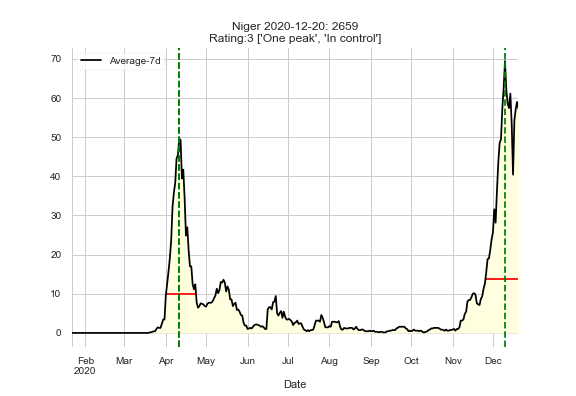 Niger 2020-12-20: 2659
Rating:3 ['One peak', 'In control']
Average-7d
70
60
50
40
30
20
10
0
Feb Mar Apr May Jun Jul Aug Sep Oct Nov Dec
2020
Date